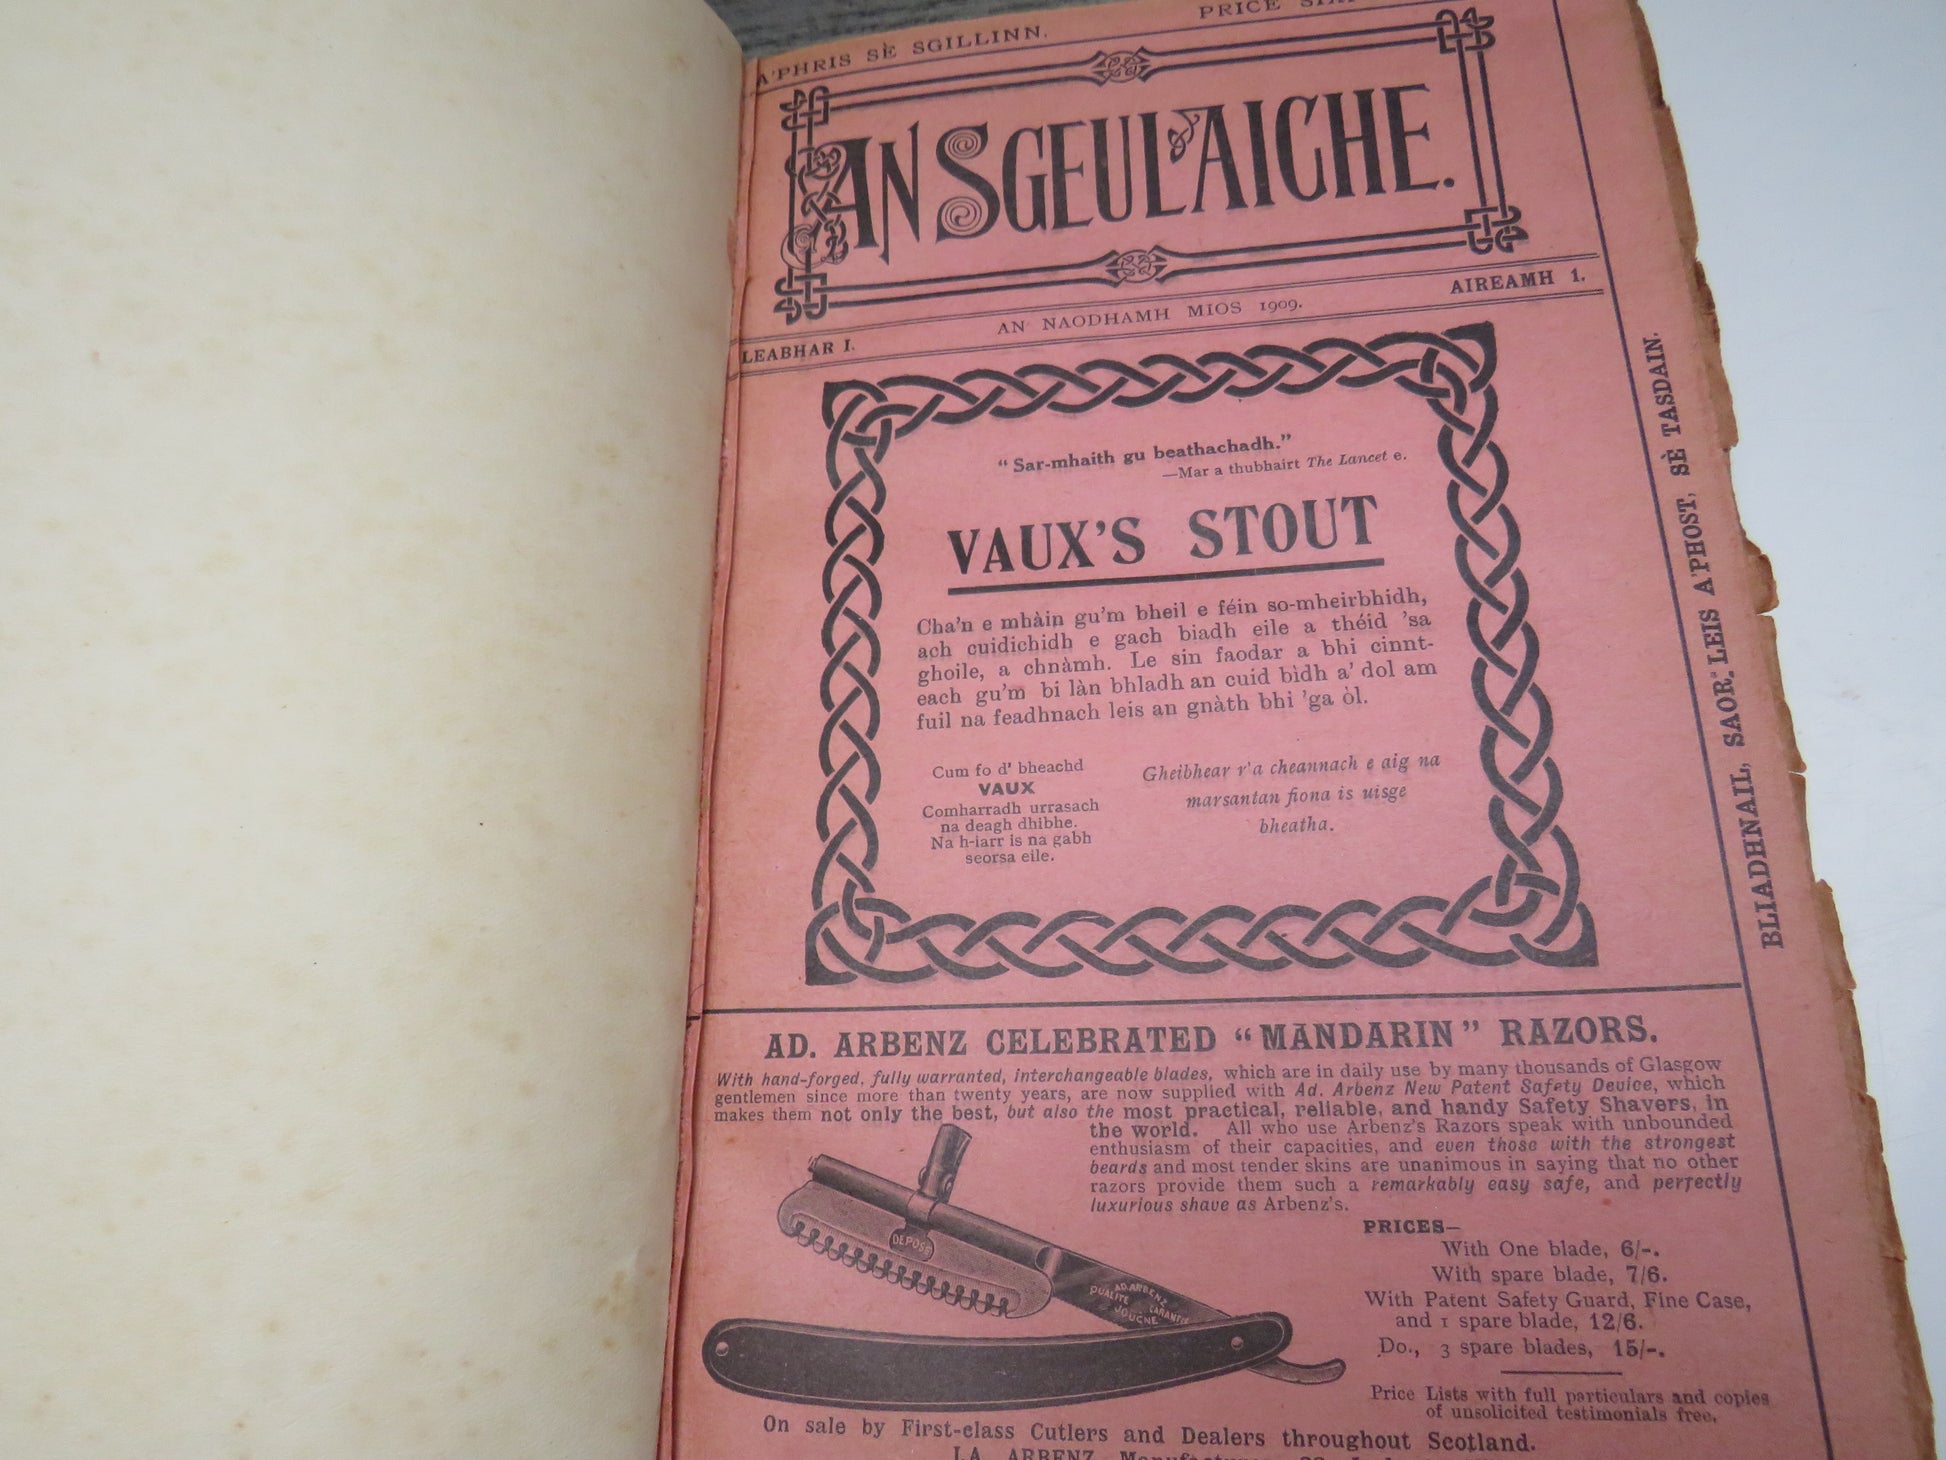 A'PHRIS SÈ SGILLINN. PRICE
AN SGEULAICHE.
LEABHAR I. AN NAODHAMH MIOS 1909. AIREAMH 1.
BLIADHNAIL, SAOR LEIS A'PHOST, SÈ TASDAIN.
“Sar-mhaith gu beathachadh.”
—Mar a thubhairt The Lancet e.
VAUX'S STOUT
Cha'n e mhàin gu'm bheil e féin so-mheirbhidh,
ach cuidichidh e gach biadh eile a théid 'sa
ghoile, a chnàmh. Le sin faodar a bhi cinnt-
each gu'm bi làn bhladh an cuid bìdh a' dol am
fuil na feadhnach leis an gnàth bhi 'ga òl.
Cum fo d' bheachd
VAUX
Comharradh urrasach
na deagh dhibhe.
Na h-iarr is na gabh
seorsa eile.
Gheibhear r'a cheannach e aig na
marsantan fiona is uisge
bheatha.
AD. ARBENZ CELEBRATED “MANDARIN” RAZORS.
With hand-forged, fully warranted, interchangeable blades, which are in daily use by many thousands of Glasgow
gentlemen since more than twenty years, are now supplied with Ad. Arbenz New Patent Safety Device, which
makes them not only the best, but also the most practical, reliable, and handy Safety Shavers, in
the world. All who use Arbenz's Razors speak with unbounded
enthusiasm of their capacities, and even those with the strongest
beards and most tender skins are unanimous in saying that no other
razors provide them such a remarkably easy safe, and perfectly
luxurious shave as Arbenz's.
DEPOSE
AD. ARBENZ
QUALITE GARANTIE
JOUGNE
PRICES—
With One blade, 6/-.
With spare blade, 7/6.
With Patent Safety Guard, Fine Case,
and 1 spare blade, 12/6.
Do., 3 spare blades, 15/-.
Price Lists with full particulars and copies
of unsolicited testimonials free.
On sale by First-class Cutlers and Dealers throughout Scotland.
ARBENZ